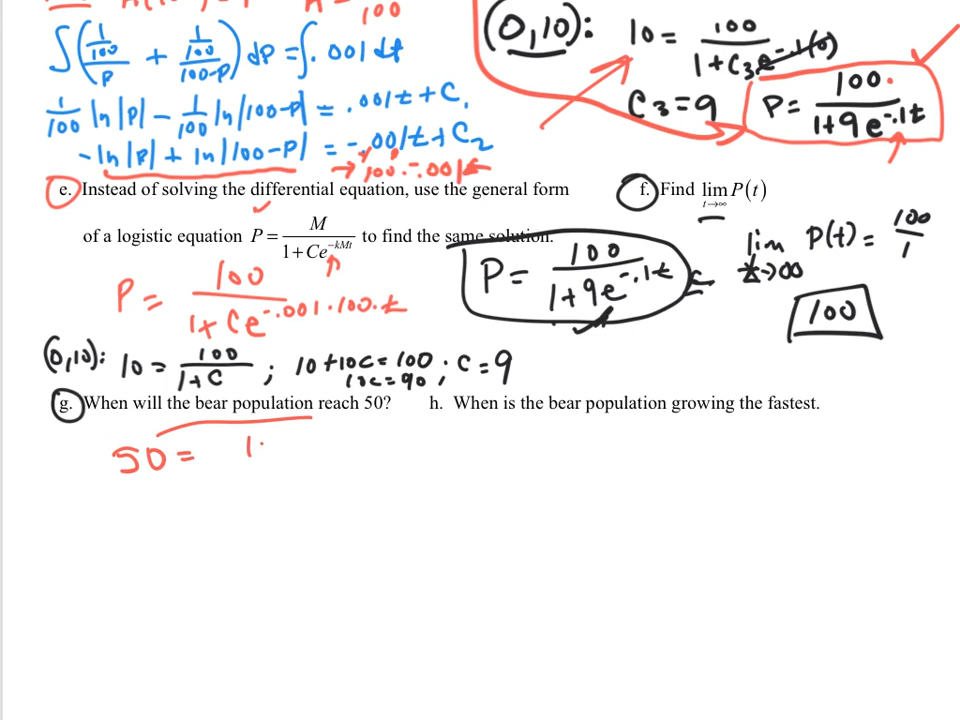 100
∫(1/100/P + 1/100/100-P) dP = ∫.001 dt
1/100 ln|P| - 1/100 ln|100-P| = .001t + C,
-ln|P| + ln|100-P| = -.001t + C2
→ 100 · -.001
(0,10): 10 = 100/1+C3e^-.1(0)
C3 = 9
P = 100/1+9e^-.1t
e. Instead of solving the differential equation, use the general form
of a logistic equation P = M/1+Ce^-kMt to find the same solution.
P = 100/1+Ce^-.001·100·t
P = 100/1+9e^-.1t
(0,10): 10 = 100/1+C ; 10+10C = 100 · C = 9
10C = 90,
f. Find lim t→∞ P(t)
lim t→∞ P(t) = 100/1
100
g. When will the bear population reach 50?
50 = 1
h. When is the bear population growing the fastest.